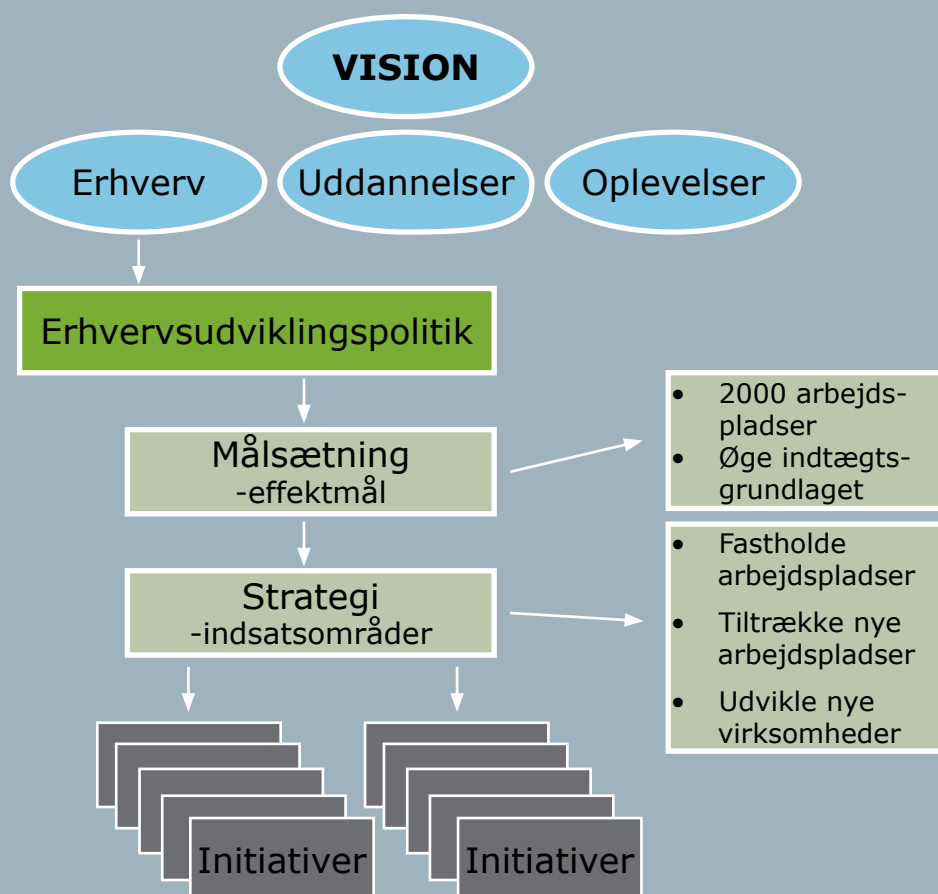 VISION
Erhverv
Uddannelser
Oplevelser
Erhvervsudviklingspolitik
Målsætning
-effektmål
• 2000 arbejds-
pladser
• Øge indtægts-
grundlaget
Strategi
-indsatsområder
• Fastholde
arbejdspladser
• Tiltrække nye
arbejdspladser
• Udvikle nye
virksomheder
Initiativer
Initiativer